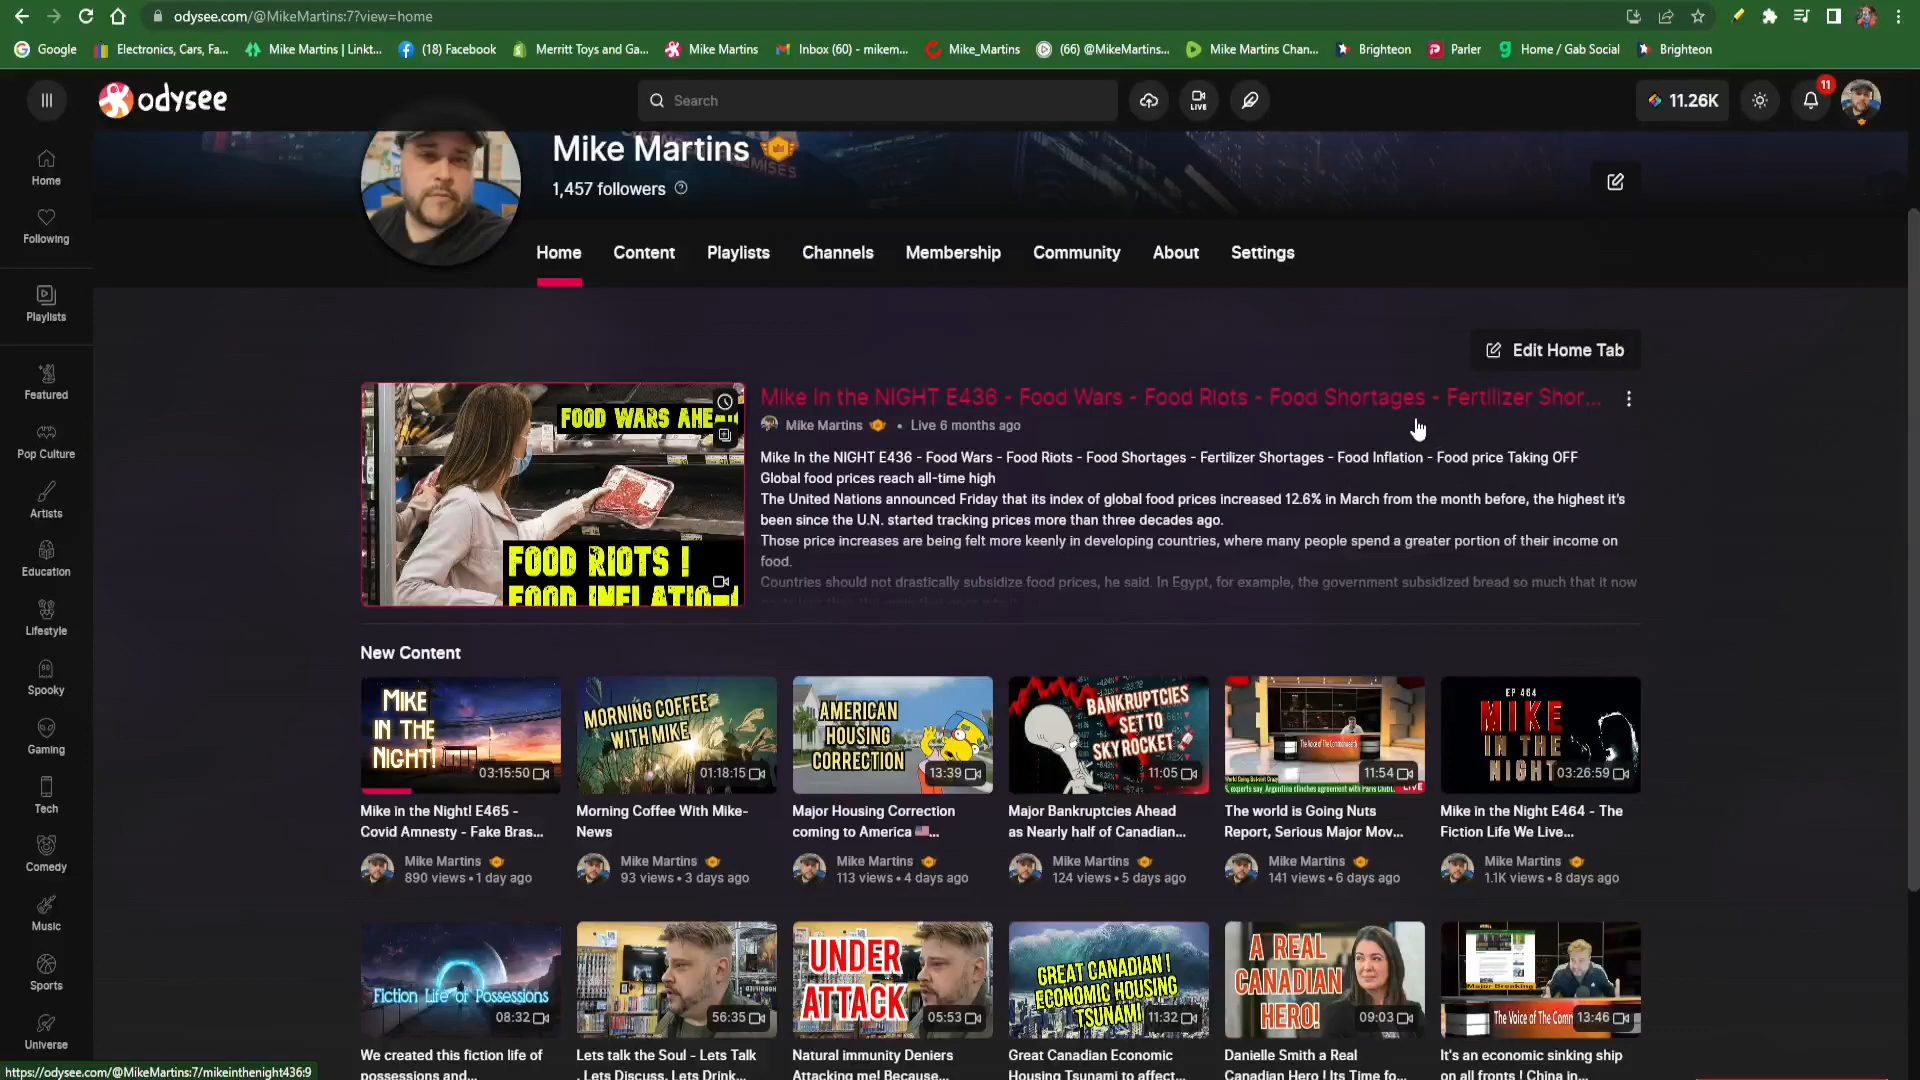 odysee.com/@MikeMartins:7?view=home
Google
Electronics, Cars, Fa...
Mike Martins | Linkt...
(18) Facebook
Merritt Toys and Ga...
Mike Martins
Inbox (60) - mikem...
Mike_Martins
(66) @MikeMartins...
Mike Martins Chan...
Brighteon
Parler
Home / Gab Social
Brighteon
odysee
Search
LIVE
11.26K
11
Mike Martins
1,457 followers
Home
Content
Playlists
Channels
Membership
Community
About
Settings
Home
Following
Playlists
Featured
Pop Culture
Artists
Education
Lifestyle
Spooky
Gaming
Tech
Comedy
Music
Sports
Universe
Edit Home Tab
FOOD WARS AHE
FOOD RIOTS !
FOOD INFLATIO
Mike In the NIGHT E436 - Food Wars - Food RIots - Food Shortages - Fertilizer Shor...
Mike Martins • Live 6 months ago
Mike In the NIGHT E436 - Food Wars - Food RIots - Food Shortages - Fertilizer Shortages - Food Inflation - Food price Taking OFF
Global food prices reach all-time high
The United Nations announced Friday that its index of global food prices increased 12.6% in March from the month before, the highest it's
been since the U.N. started tracking prices more than three decades ago.
Those price increases are being felt more keenly in developing countries, where many people spend a greater portion of their income on
food.
Countries should not drastically subsidize food prices, he said. In Egypt, for example, the government subsidized bread so much that it now
New Content
MIKE
IN THE
NIGHT!
03:15:50
Mike in the Night! E465 -
Covid Amnesty - Fake Bras...
Mike Martins
890 views • 1 day ago
MORNING COFFEE
WITH MIKE
01:18:15
Morning Coffee With Mike-
News
Mike Martins
93 views • 3 days ago
AMERICAN
HOUSING
CORRECTION
13:39
Major Housing Correction
coming to America 🇺🇸...
Mike Martins
113 views • 4 days ago
BANKRUPTCIES
SET TO
SKYROCKET
11:05
Major Bankruptcies Ahead
as Nearly half of Canadian...
Mike Martins
124 views • 5 days ago
The Voice of The Commonwealth
11:54
LIVE
The world is Going Nuts
Report, Serious Major Mov...
Mike Martins
141 views • 6 days ago
EP 464
MIKE
IN THE
NIGHT
03:26:59
Mike in the Night E464 - The
Fiction Life We Live...
Mike Martins
1.1K views • 8 days ago
Fiction Life of Possessions
08:32
We created this fiction life of
possessions and...
56:35
Lets talk the Soul - Lets Talk
, Lets Discuss, Lets Drink...
UNDER
ATTACK
05:53
Natural immunity Deniers
Attacking me! Because...
GREAT CANADIAN !
ECONOMIC HOUSING
TSUNAMI
11:32
Great Canadian Economic
Housing Tsunami to affect...
A REAL
CANADIAN
HERO!
09:03
Danielle Smith a Real
Canadian Hero ! Its Time fo...
Major Breaking
The Voice of The Com
13:46
It's an economic sinking ship
on all fronts ! China in...
https://odysee.com/@MikeMartins:7/mikeinthenight436:9